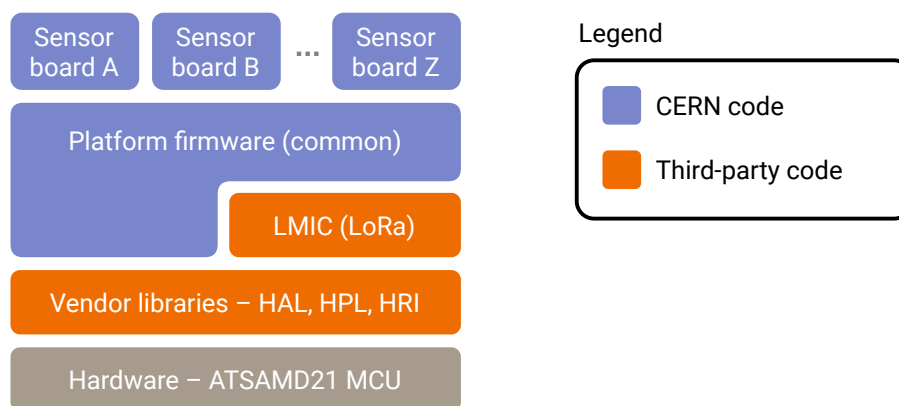 Sensor
board A
Sensor
board B
...
Sensor
board Z
Platform firmware (common)
LMIC (LoRa)
Vendor libraries – HAL, HPL, HRI
Hardware – ATSAMD21 MCU
Legend
CERN code
Third-party code